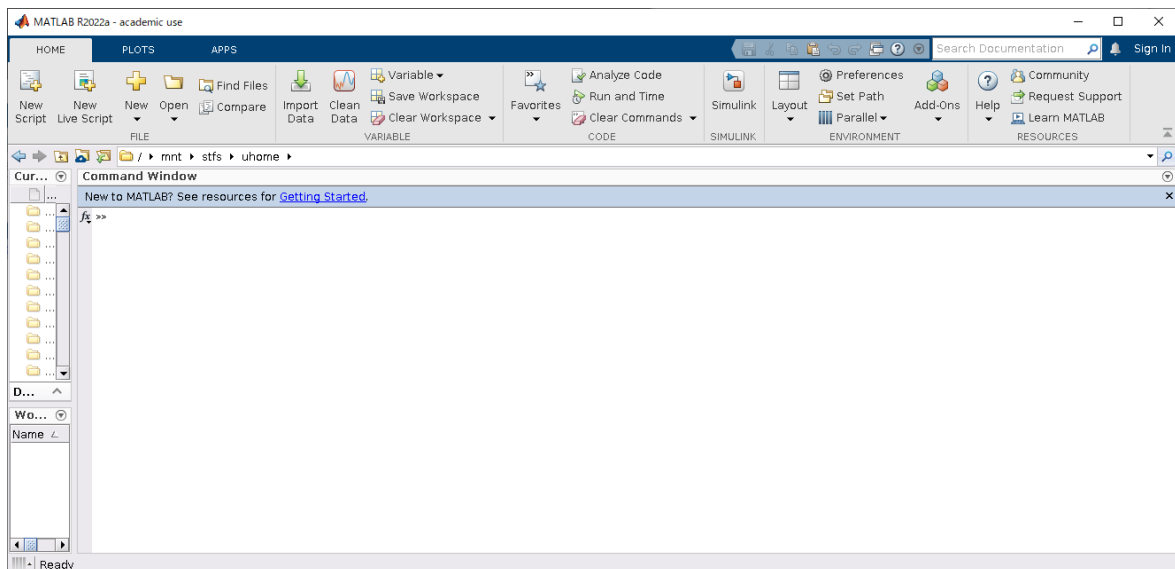 MATLAB R2022a - academic use
HOME PLOTS APPS Search Documentation Sign In
New Script
New Live Script
New
Open
Find Files
Compare
Import Data
Clean Data
Variable
Save Workspace
Clear Workspace
Favorites
Analyze Code
Run and Time
Clear Commands
Simulink
Layout
Preferences
Set Path
Parallel
Add-Ons
Help
Community
Request Support
Learn MATLAB
FILE VARIABLE CODE SIMULINK ENVIRONMENT RESOURCES
/ mnt stfs uhome
Cur...
Command Window
...
New to MATLAB? See resources for Getting Started.
fx >>
...
...
...
...
...
...
...
...
...
...
...
D...
Wo...
Name
Ready